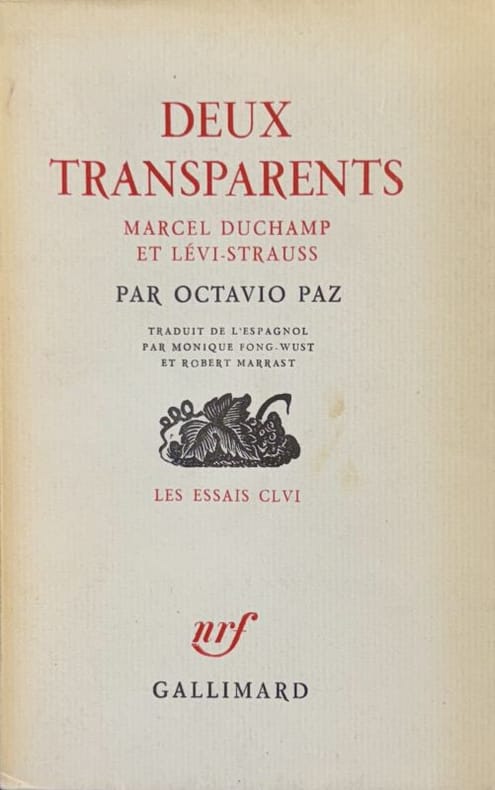 DEUX
TRANSPARENTS
MARCEL DUCHAMP
ET LÉVI-STRAUSS
PAR OCTAVIO PAZ
TRADUIT DE L'ESPAGNOL
PAR MONIQUE FONG-WUST
ET ROBERT MARRAST
LES ESSAIS CLVI
nrf
GALLIMARD